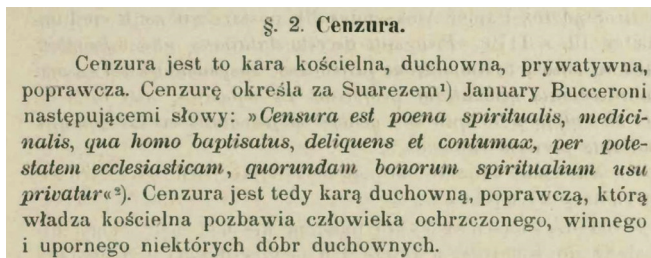 §. 2. Cenzura.
Cenzura jest to kara kościelna, duchowna, prywatywna,
poprawcza. Cenzurę określa za Suarezem¹) January Bucceroni
następującemi słowy: »Censura est poena spiritualis, medici-
nalis, qua homo baptisatus, deliquens et contumax, per pote-
statem ecclesiasticam, quorundam bonorum spiritualium usu
privatur«²). Cenzura jest tedy karą duchowną, poprawczą, którą
władza kościelna pozbawia człowieka ochrzczonego, winnego
i upornego niektórych dóbr duchownych.